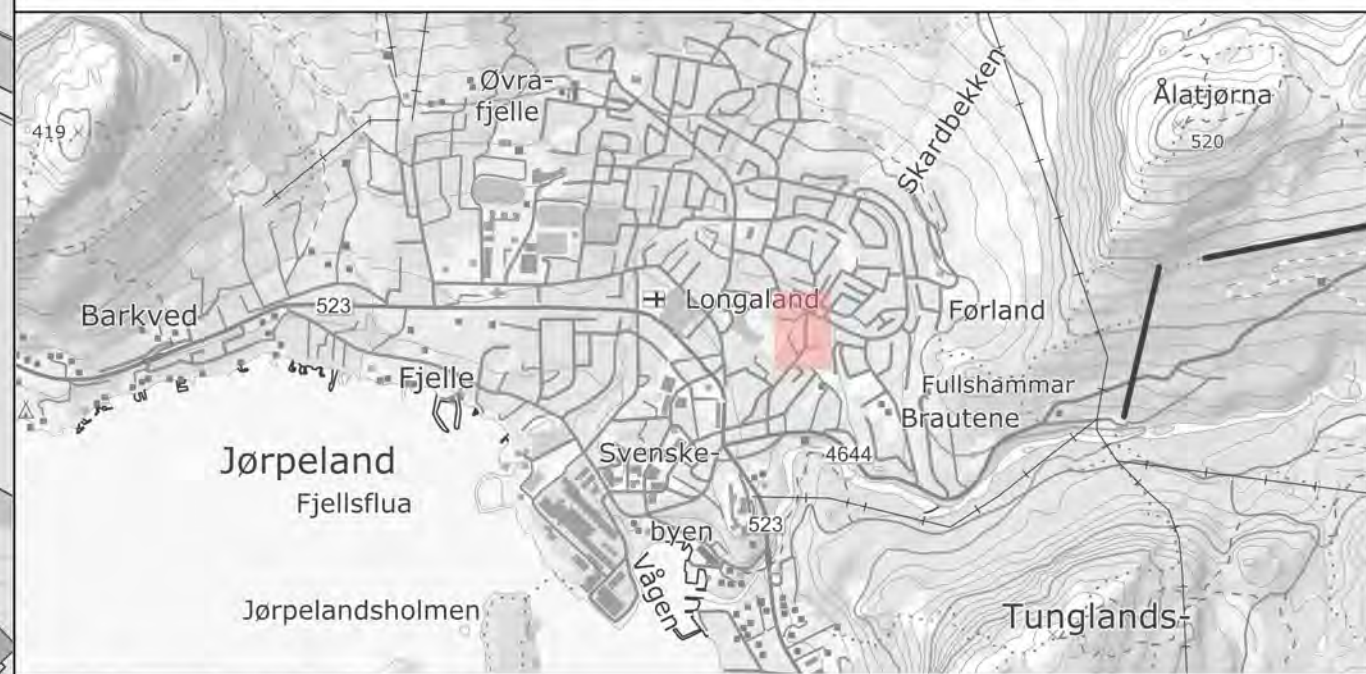 Øvra-
fjelle
Skardbekken
Ålatjørna
520
419
Longaland
Førland
Barkved
523
Fjelle
Fullshammar
Brautene
Jørpeland
Svenske-
4644
Fjellsflua
byen
523
Vågen
Jørpelandsholmen
Tunglands-